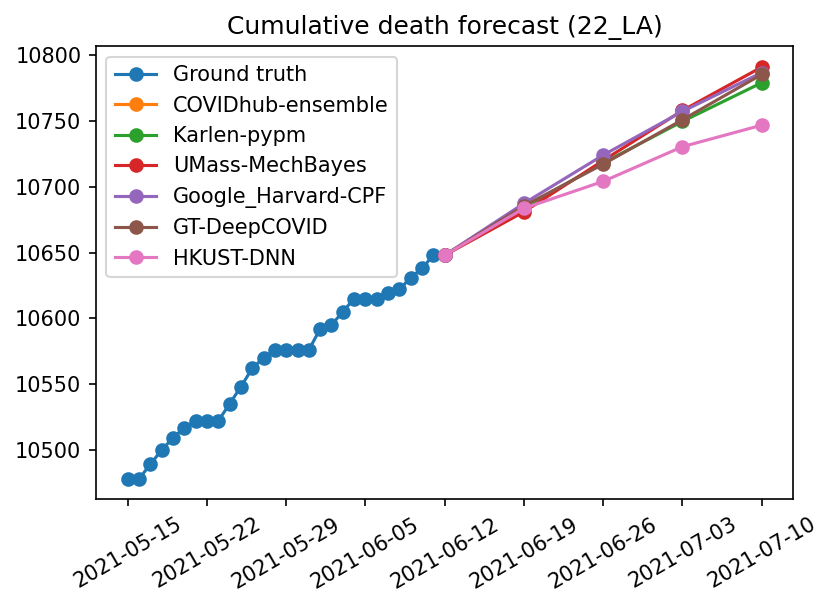 Cumulative death forecast (22_LA)
10800
10750
10700
10650
10600
10550
10500
Ground truth
COVIDhub-ensemble
Karlen-pypm
UMass-MechBayes
Google_Harvard-CPF
GT-DeepCOVID
HKUST-DNN
2021-05-15
2021-05-22
2021-05-29
2021-06-05
2021-06-12
2021-06-19
2021-06-26
2021-07-03
2021-07-10